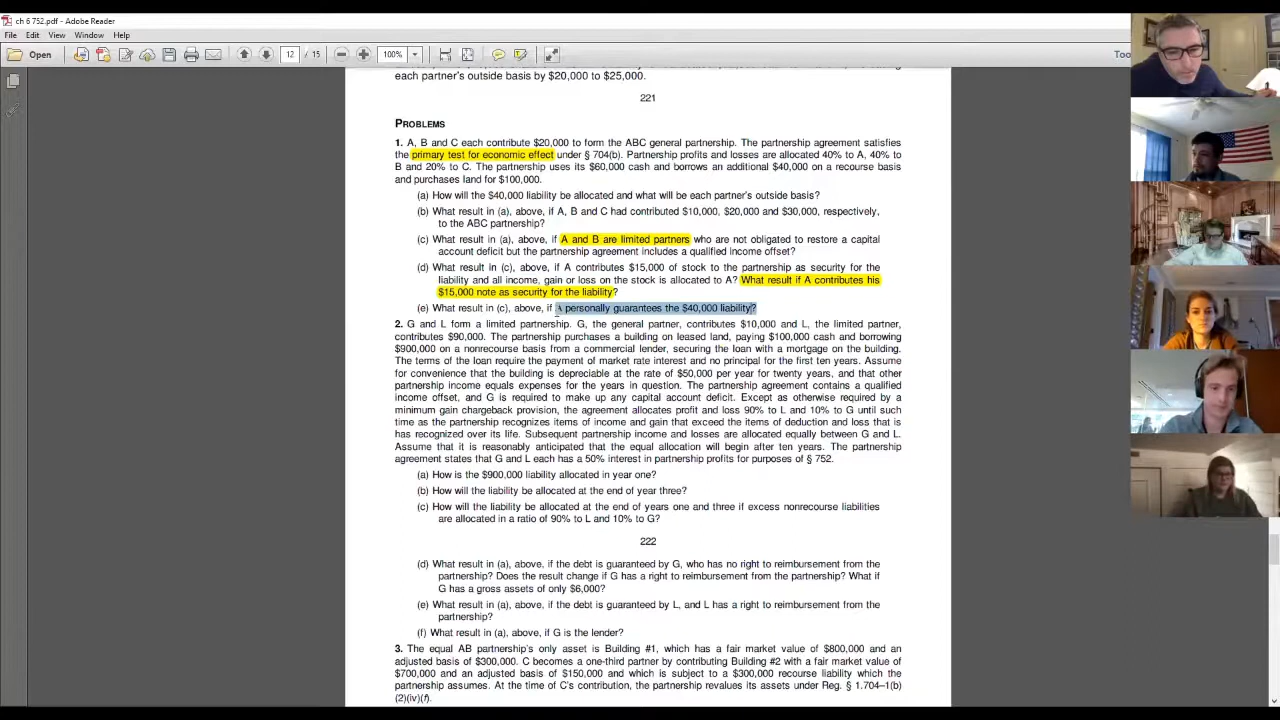 ch 6 752.pdf - Adobe Reader
File Edit View Window Help
Open 12 / 15 100% Too
each partner's outside basis by $20,000 to $25,000.
221
PROBLEMS
1. A, B and C each contribute $20,000 to form the ABC general partnership. The partnership agreement satisfies
the primary test for economic effect under § 704(b). Partnership profits and losses are allocated 40% to A, 40% to
B and 20% to C. The partnership uses its $60,000 cash and borrows an additional $40,000 on a recourse basis
and purchases land for $100,000.
(a) How will the $40,000 liability be allocated and what will be each partner's outside basis?
(b) What result in (a), above, if A, B and C had contributed $10,000, $20,000 and $30,000, respectively,
to the ABC partnership?
(c) What result in (a), above, if A and B are limited partners who are not obligated to restore a capital
account deficit but the partnership agreement includes a qualified income offset?
(d) What result in (c), above, if A contributes $15,000 of stock to the partnership as security for the
liability and all income, gain or loss on the stock is allocated to A? What result if A contributes his
$15,000 note as security for the liability?
(e) What result in (c), above, if A personally guarantees the $40,000 liability?
2. G and L form a limited partnership. G, the general partner, contributes $10,000 and L, the limited partner,
contributes $90,000. The partnership purchases a building on leased land, paying $100,000 cash and borrowing
$900,000 on a nonrecourse basis from a commercial lender, securing the loan with a mortgage on the building.
The terms of the loan require the payment of market rate interest and no principal for the first ten years. Assume
for convenience that the building is depreciable at the rate of $50,000 per year for twenty years, and that other
partnership income equals expenses for the years in question. The partnership agreement contains a qualified
income offset, and G is required to make up any capital account deficit. Except as otherwise required by a
minimum gain chargeback provision, the agreement allocates profit and loss 90% to L and 10% to G until such
time as the partnership recognizes items of income and gain that exceed the items of deduction and loss that is
has recognized over its life. Subsequent partnership income and losses are allocated equally between G and L.
Assume that it is reasonably anticipated that the equal allocation will begin after ten years. The partnership
agreement states that G and L each has a 50% interest in partnership profits for purposes of § 752.
(a) How is the $900,000 liability allocated in year one?
(b) How will the liability be allocated at the end of year three?
(c) How will the liability be allocated at the end of years one and three if excess nonrecourse liabilities
are allocated in a ratio of 90% to L and 10% to G?
222
(d) What result in (a), above, if the debt is guaranteed by G, who has no right to reimbursement from the
partnership? Does the result change if G has a right to reimbursement from the partnership? What if
G has a gross assets of only $6,000?
(e) What result in (a), above, if the debt is guaranteed by L, and L has a right to reimbursement from the
partnership?
(f) What result in (a), above, if G is the lender?
3. The equal AB partnership's only asset is Building #1, which has a fair market value of $800,000 and an
adjusted basis of $300,000. C becomes a one-third partner by contributing Building #2 with a fair market value of
$700,000 and an adjusted basis of $150,000 and which is subject to a $300,000 recourse liability which the
partnership assumes. At the time of C's contribution, the partnership revalues its assets under Reg. § 1.704–1(b)
(2)(iv)(f).